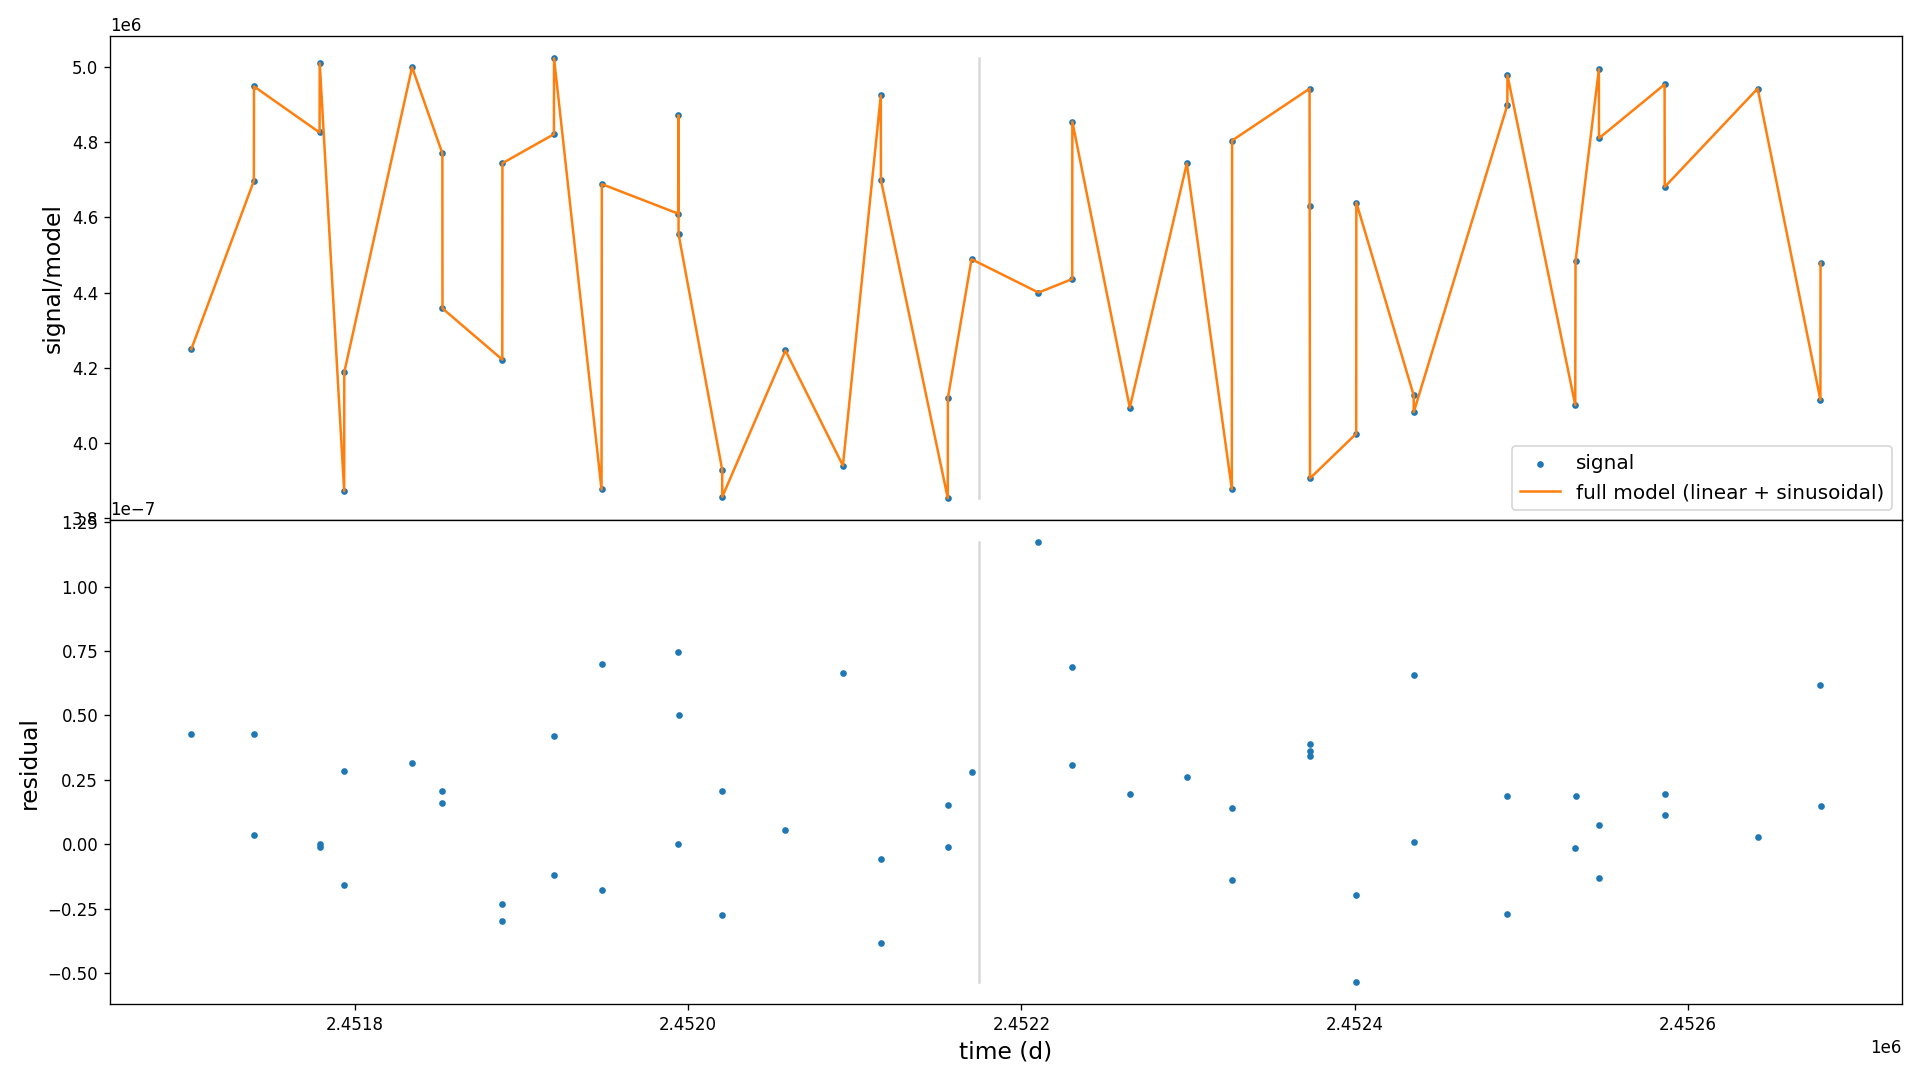 1e6
5.0
4.8
4.6
4.4
4.2
4.0
3.8
signal/model
signal
full model (linear + sinusoidal)
1e−7
1.25
1.00
0.75
0.50
0.25
0.00
−0.25
−0.50
residual
2.4518
2.4520
2.4522
2.4524
2.4526
1e6
time (d)